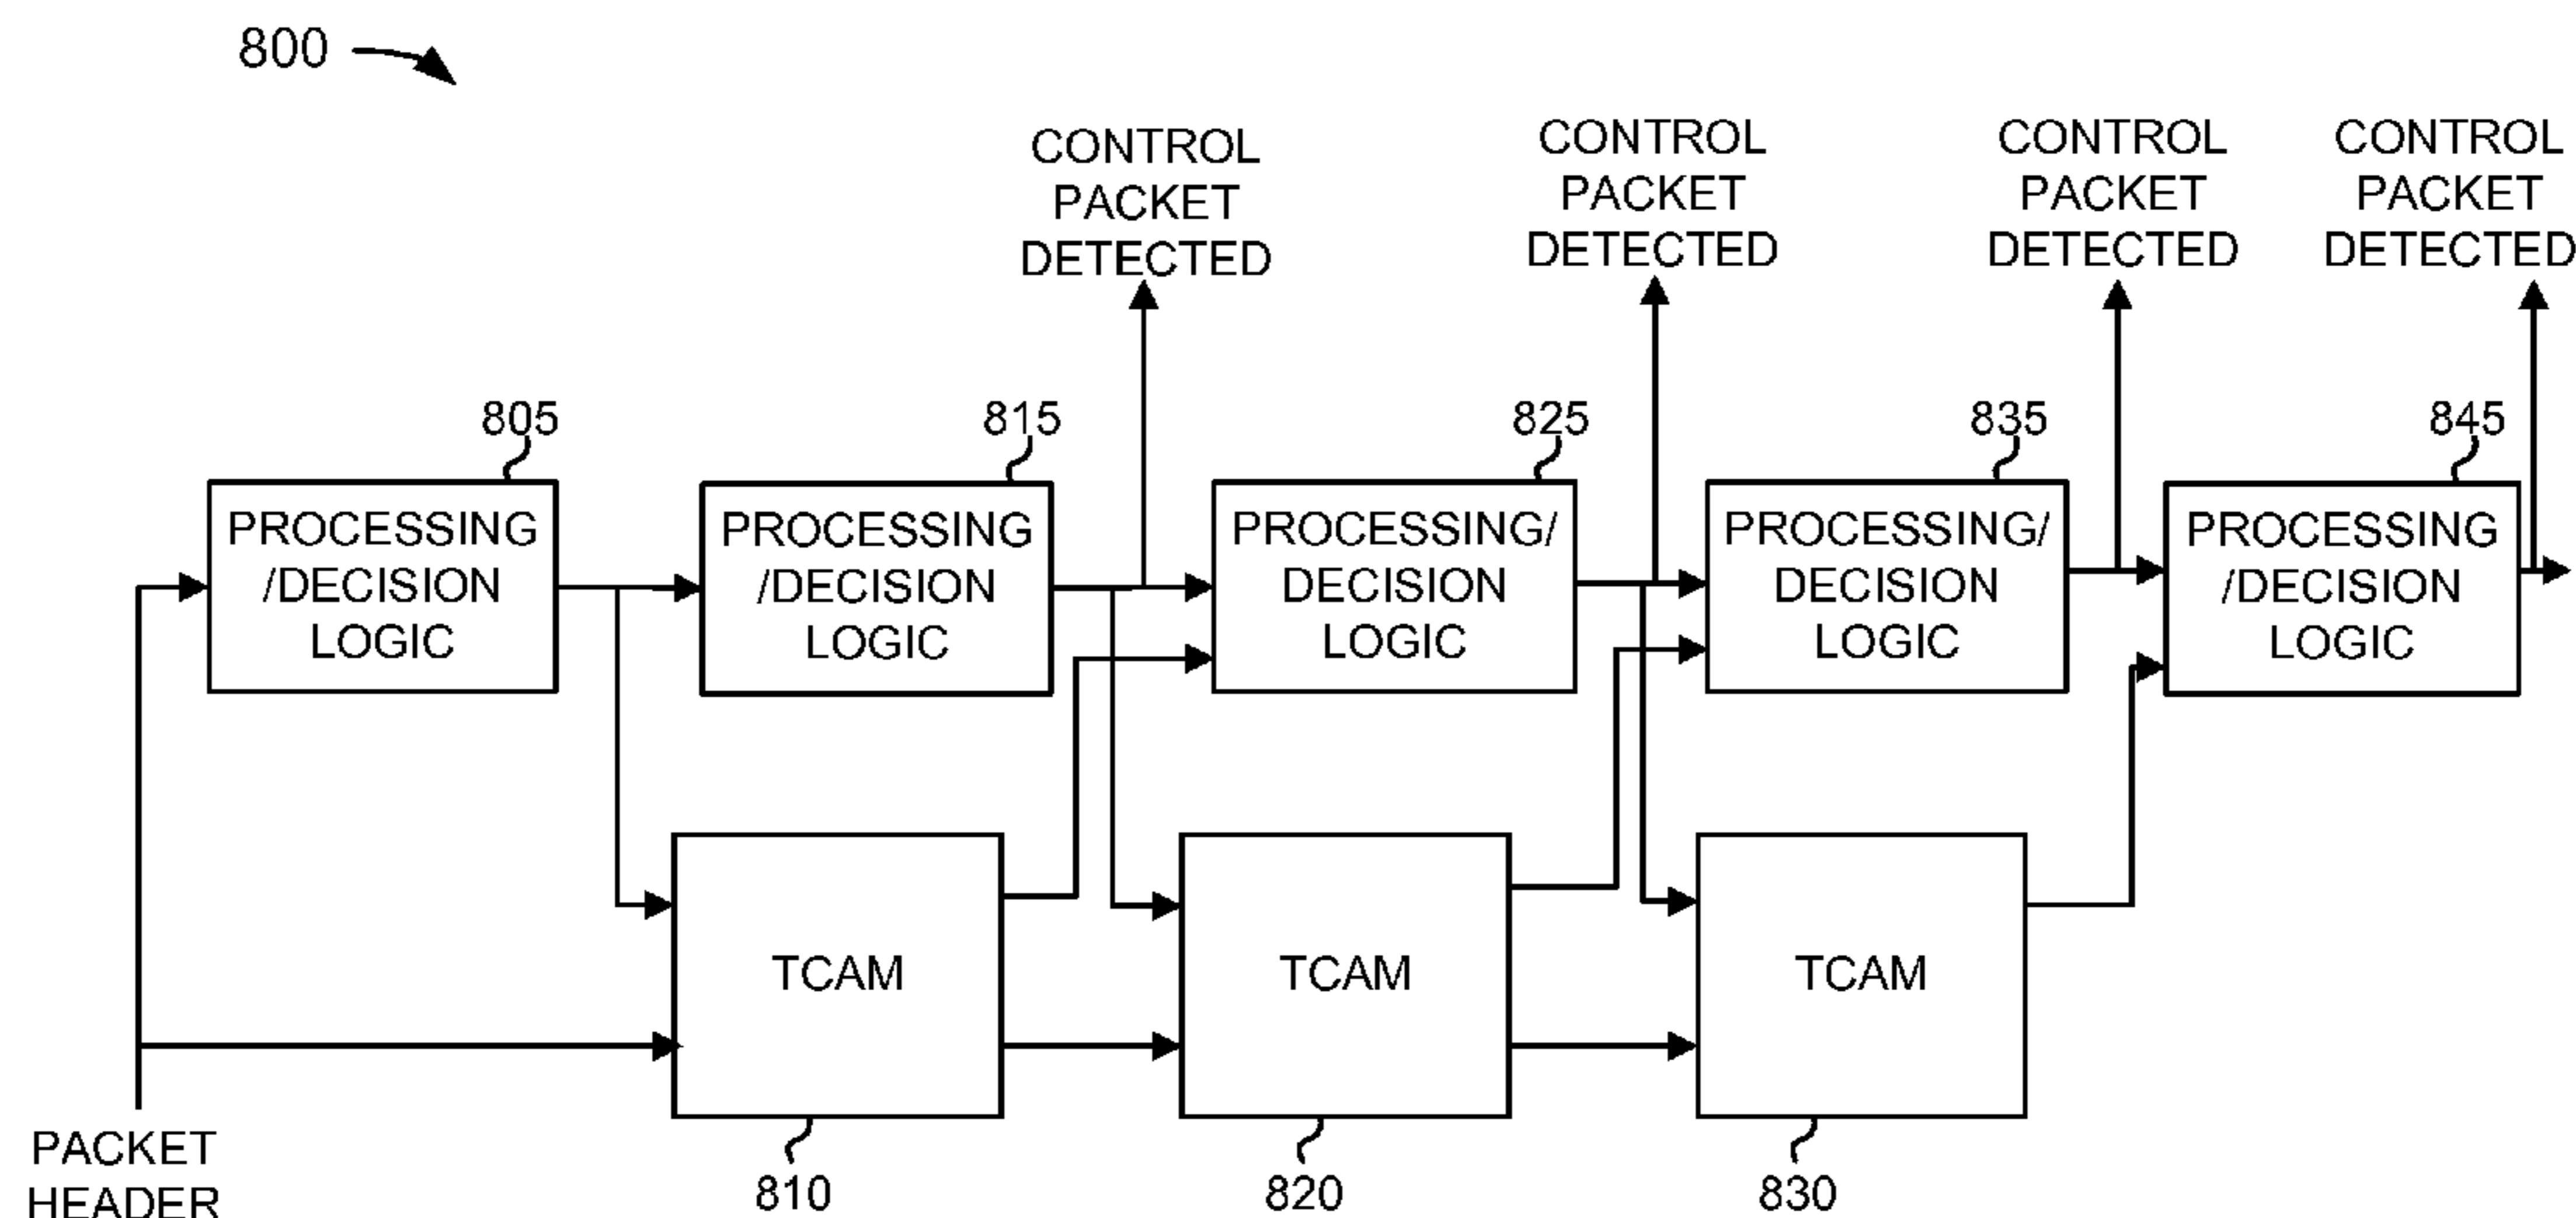 800
CONTROL
PACKET
DETECTED
CONTROL
PACKET
DETECTED
CONTROL
PACKET
DETECTED
CONTROL
PACKET
DETECTED
805
815
825
835
845
PROCESSING
/DECISION
LOGIC
PROCESSING
/DECISION
LOGIC
PROCESSING/
DECISION
LOGIC
PROCESSING/
DECISION
LOGIC
PROCESSING
/DECISION
LOGIC
TCAM
TCAM
TCAM
PACKET
HEADER
810
820
830